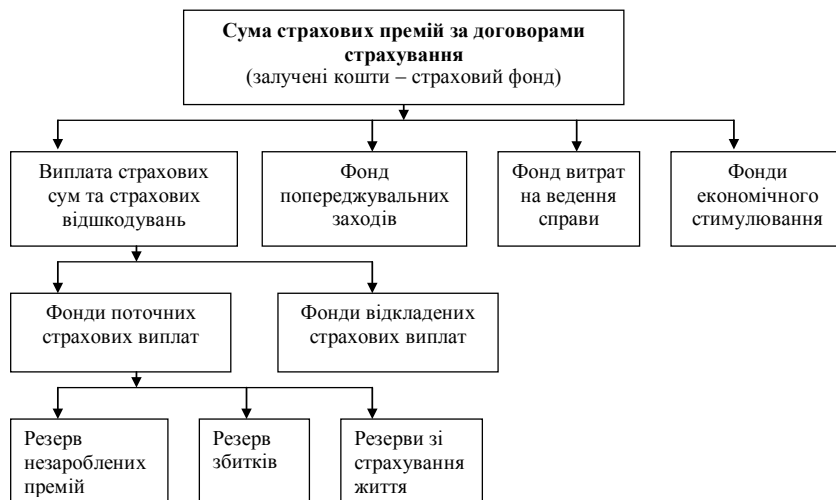 Сума страхових премій за договорами
страхування
(залучені кошти – страховий фонд)
Виплата страхових
сум та страхових
відшкодувань
Фонд
попереджувальних
заходів
Фонд витрат
на ведення
справи
Фонди
економічного
стимулювання
Фонди поточних
страхових виплат
Фонди відкладених
страхових виплат
Резерв
незароблених
премій
Резерв
збитків
Резерви зі
страхування
життя